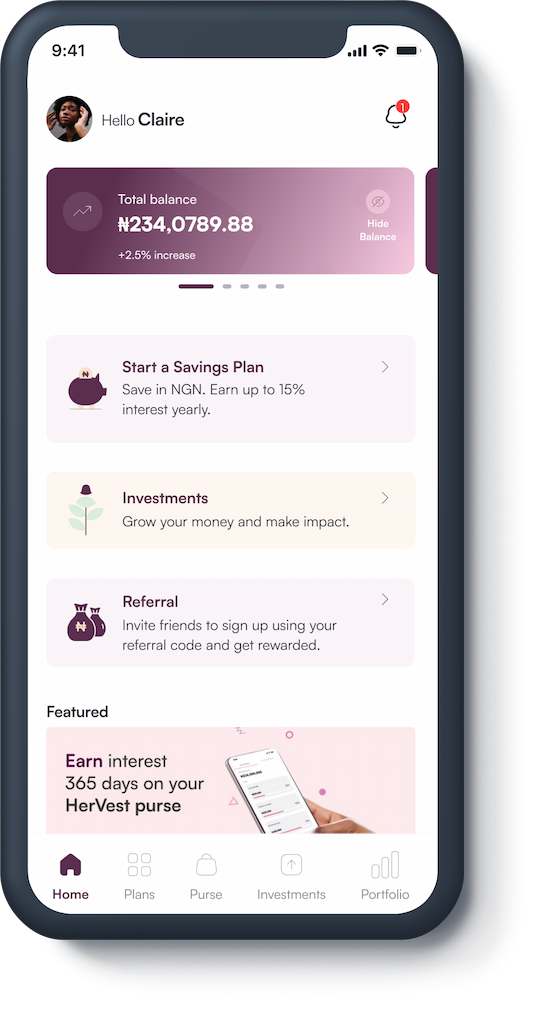 9:41
Hello Claire
1
Total balance
₦234,0789.88
+2.5% increase
Hide
Balance
Start a Savings Plan
Save in NGN. Earn up to 15%
interest yearly.
Investments
Grow your money and make impact.
Referral
Invite friends to sign up using your
referral code and get rewarded.
₦
Featured
Earn interest
365 days on your
HerVest purse
Home
Plans
Purse
Investments
Portfolio